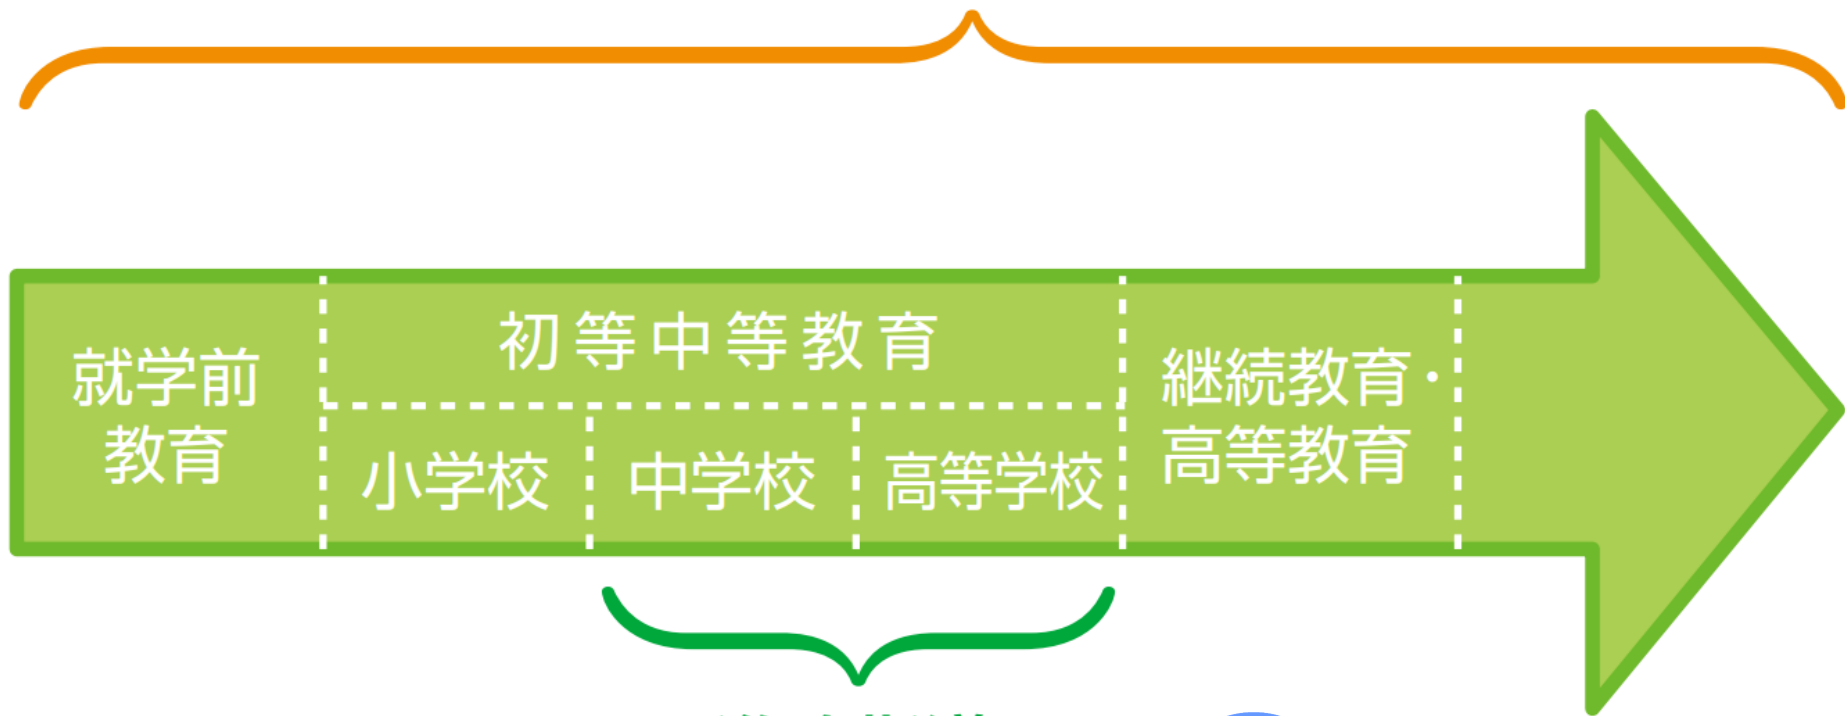 就学前
教育
初等中等教育
小学校
中学校
高等学校
継続教育・
高等教育